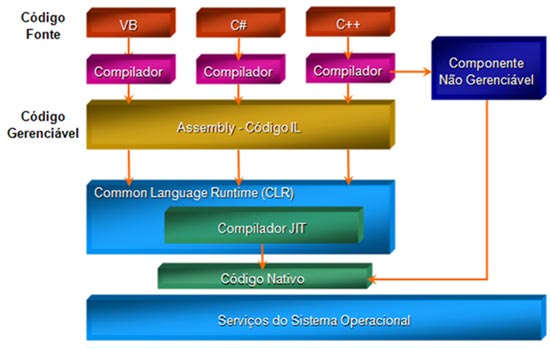 Código
Fonte
VB
C#
C++
Compilador
Compilador
Compilador
Componente
Não Gerenciável
Código
Gerenciável
Assembly - Código IL
Common Language Runtime (CLR)
Compilador JIT
Código Nativo
Serviços do Sistema Operacional